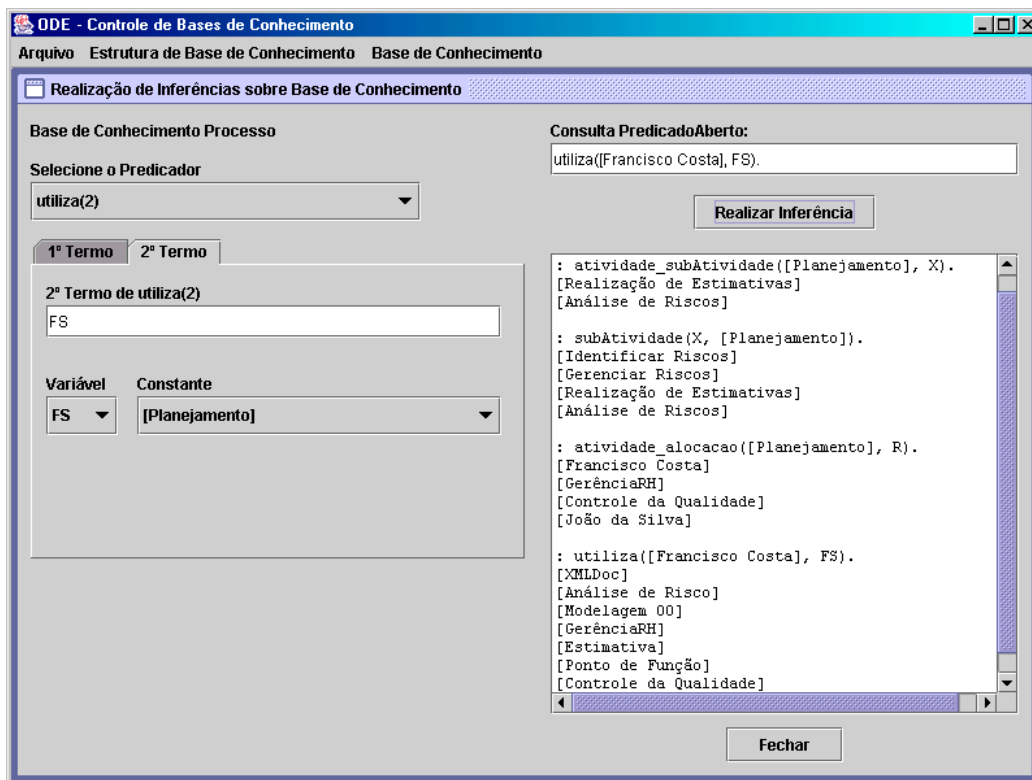 ODE - Controle de Bases de Conhecimento
Arquivo Estrutura de Base de Conhecimento Base de Conhecimento
Realização de Inferências sobre Base de Conhecimento
Base de Conhecimento Processo
Selecione o Predicador
utiliza(2)
1º Termo 2º Termo
2º Termo de utiliza(2)
FS
Variável Constante
FS [Planejamento]
Consulta PredicadoAberto:
utiliza([Francisco Costa], FS).
Realizar Inferência
: atividade_subAtividade([Planejamento], X).
[Realização de Estimativas]
[Análise de Riscos]
: subAtividade(X, [Planejamento]).
[Identificar Riscos]
[Gerenciar Riscos]
[Realização de Estimativas]
[Análise de Riscos]
: atividade_alocacao([Planejamento], R).
[Francisco Costa]
[GerênciaRH]
[Controle da Qualidade]
[João da Silva]
: utiliza([Francisco Costa], FS).
[XMLDoc]
[Análise de Risco]
[Modelagem OO]
[GerênciaRH]
[Estimativa]
[Ponto de Função]
[Controle da Qualidade]
Fechar